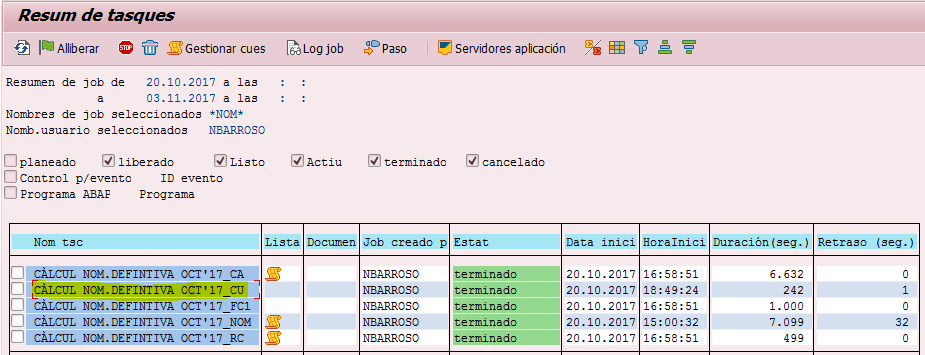 Resum de tasques
Alliberar STOP Gestionar cues Log job Paso Servidores aplicación
Resumen de job de 20.10.2017 a las : :
a 03.11.2017 a las : :
Nombres de job seleccionados *NOM*
Nomb.usuario seleccionados NBARROSO
planeado liberado Listo Actiu terminado cancelado
Control p/evento ID evento
Programa ABAP Programa
Nom tsc Lista Documen Job creado p Estat Data inici HoraInici Duración(seg.) Retraso (seg.)
CÀLCUL NOM.DEFINTIVA OCT'17_CA NBARROSO terminado 20.10.2017 16:58:51 6.632 0
CÀLCUL NOM.DEFINTIVA OCT'17_CU NBARROSO terminado 20.10.2017 18:49:24 242 1
CÀLCUL NOM.DEFINTIVA OCT'17_FC1 NBARROSO terminado 20.10.2017 16:58:51 1.000 0
CÀLCUL NOM.DEFINTIVA OCT'17_NOM NBARROSO terminado 20.10.2017 15:00:32 7.099 32
CÀLCUL NOM.DEFINTIVA OCT'17_RC NBARROSO terminado 20.10.2017 16:58:51 499 0